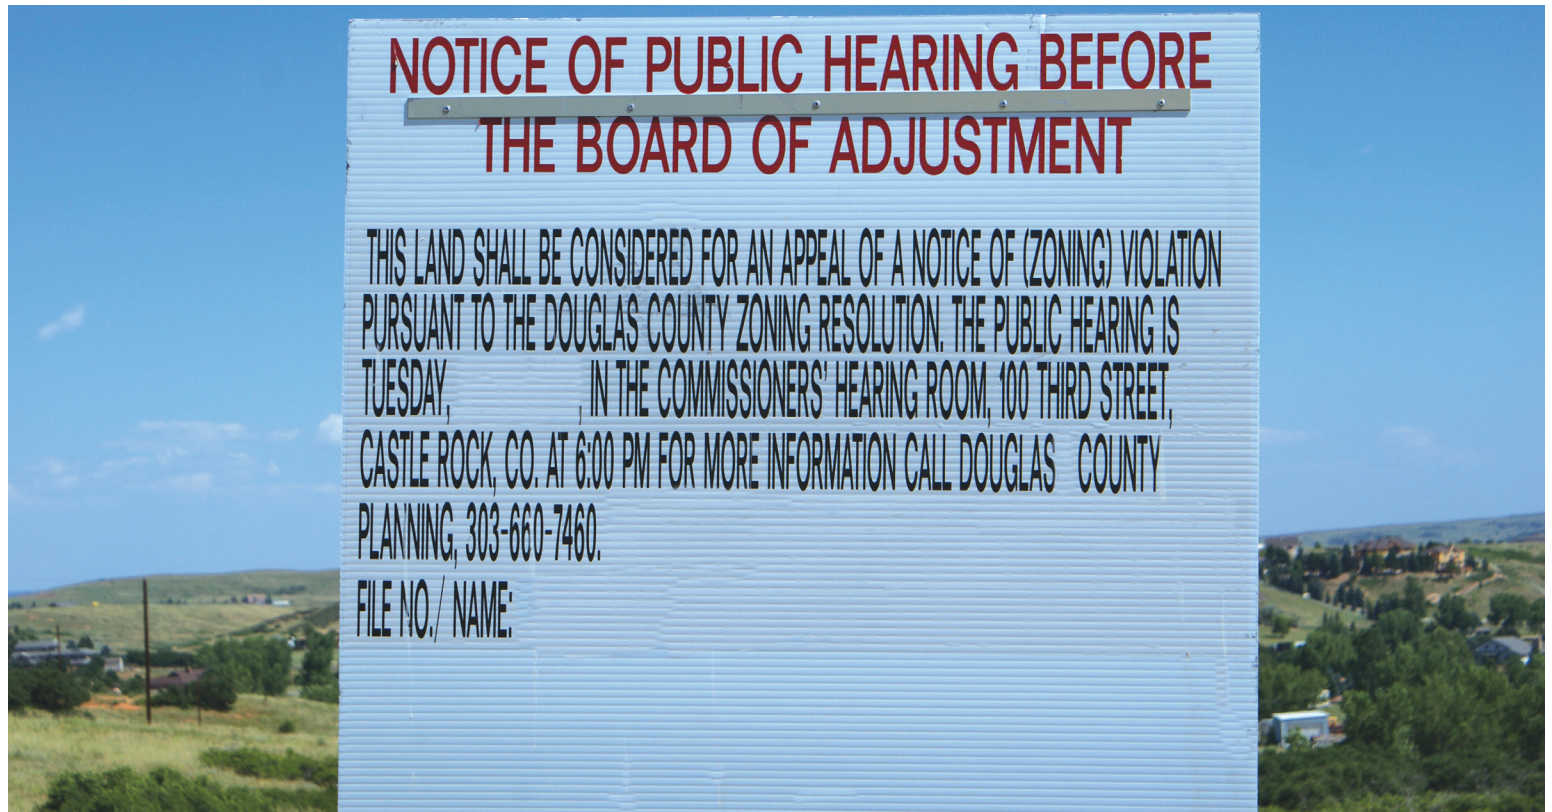 NOTICE OF PUBLIC HEARING BEFORE
THE BOARD OF ADJUSTMENT
THIS LAND SHALL BE CONSIDERED FOR AN APPEAL OF A NOTICE OF (ZONING) VIOLATION
PURSUANT TO THE DOUGLAS COUNTY ZONING RESOLUTION. THE PUBLIC HEARING IS
TUESDAY, , IN THE COMMISSIONERS' HEARING ROOM, 100 THIRD STREET,
CASTLE ROCK, CO. AT 6:00 PM FOR MORE INFORMATION CALL DOUGLAS COUNTY
PLANNING, 303-660-7460.
FILE NO./ NAME: